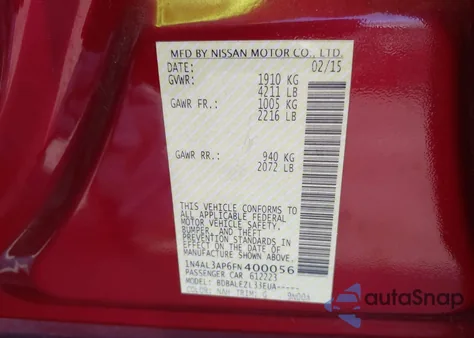 MFD BY NISSAN MOTOR CO., LTD.
DATE: 02/15
GVWR: 1910 KG
4211 LB
GAWR FR.: 1005 KG
2216 LB
GAWR RR.: 940 KG
2072 LB
THIS VEHICLE CONFORMS TO
ALL APPLICABLE FEDERAL
MOTOR VEHICLE SAFETY,
BUMPER, AND THEFT
PREVENTION STANDARDS IN
EFFECT ON THE DATE OF
MANUFACTURE SHOWN ABOVE.
1N4AL3AP6FN400056
PASSENGER CAR 612223
MODEL: BDBALEZL33EUA-----
COLOR: NAH TRIM: G
autoSnap